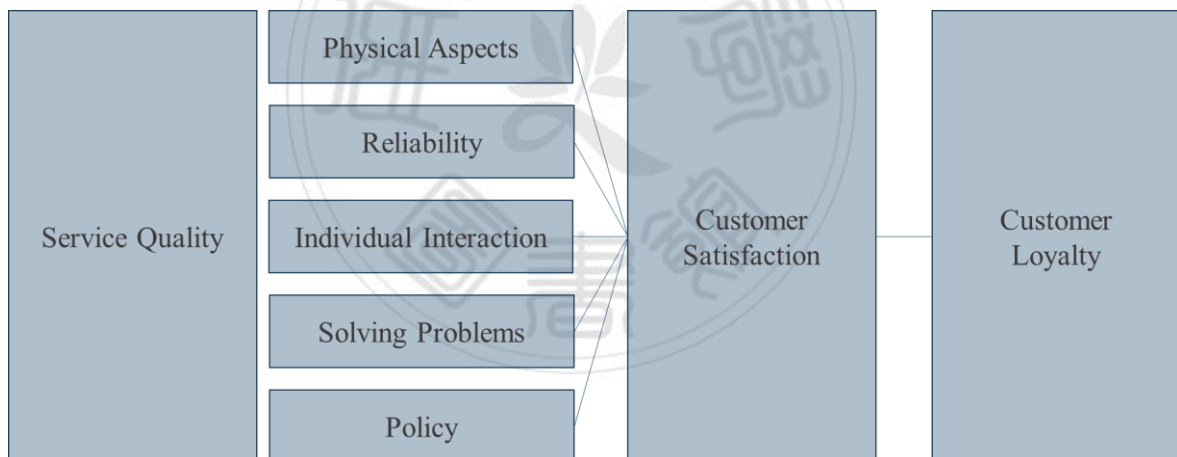 Service Quality
Physical Aspects
Reliability
Individual Interaction
Solving Problems
Policy
Customer
Satisfaction
Customer
Loyalty